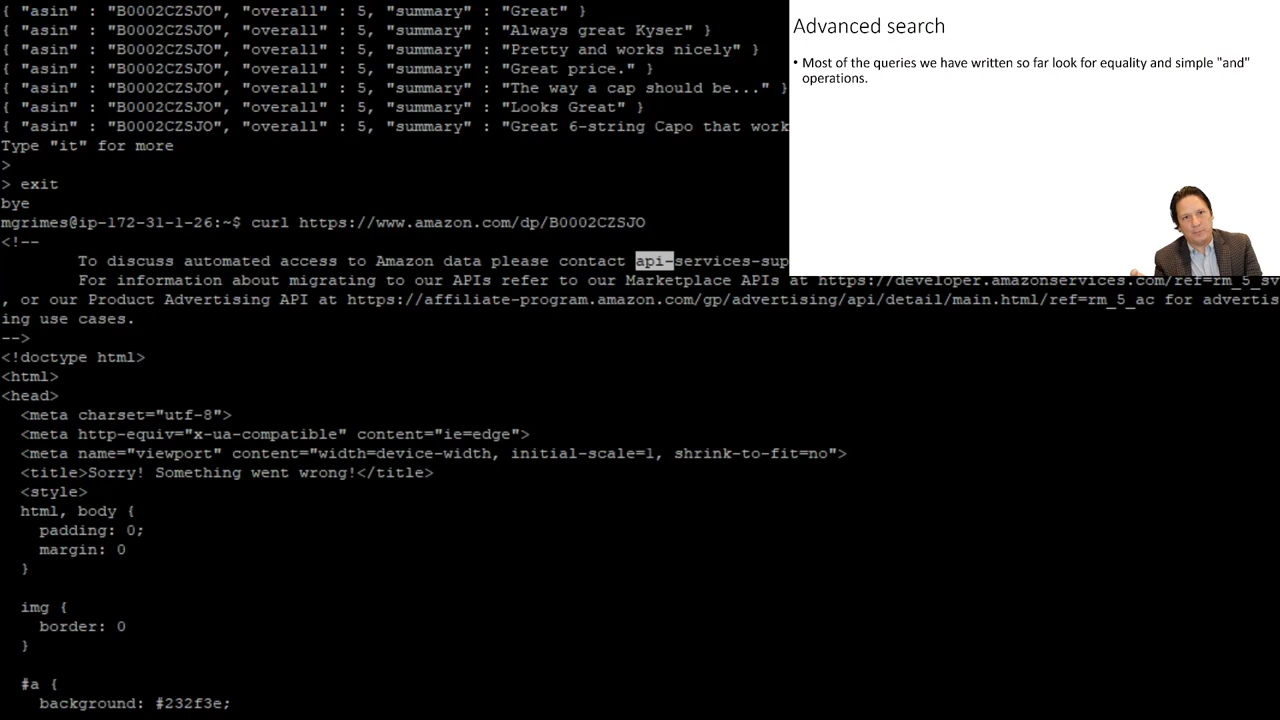 { "asin" : "B0002CZSJO", "overall" : 5, "summary" : "Great" }
{ "asin" : "B0002CZSJO", "overall" : 5, "summary" : "Always great Kyser" }
{ "asin" : "B0002CZSJO", "overall" : 5, "summary" : "Pretty and works nicely" }
{ "asin" : "B0002CZSJO", "overall" : 5, "summary" : "Great price." }
{ "asin" : "B0002CZSJO", "overall" : 5, "summary" : "The way a cap should be..." }
{ "asin" : "B0002CZSJO", "overall" : 5, "summary" : "Looks Great" }
{ "asin" : "B0002CZSJO", "overall" : 5, "summary" : "Great 6-string Capo that work
Type "it" for more
>
> exit
bye
mgrimes@ip-172-31-1-26:~$ curl https://www.amazon.com/dp/B0002CZSJO
<!--
To discuss automated access to Amazon data please contact api-services-sup
For information about migrating to our APIs refer to our Marketplace APIs at https://developer.amazonservices.com/ref=rm_5_sv
, or our Product Advertising API at https://affiliate-program.amazon.com/gp/advertising/api/detail/main.html/ref=rm_5_ac for advertis
ing use cases.
-->
<!doctype html>
<html>
<head>
<meta charset="utf-8">
<meta http-equiv="x-ua-compatible" content="ie=edge">
<meta name="viewport" content="width=device-width, initial-scale=1, shrink-to-fit=no">
<title>Sorry! Something went wrong!</title>
<style>
html, body {
padding: 0;
margin: 0
}
img {
border: 0
}
#a {
background: #232f3e;
Advanced search
• Most of the queries we have written so far look for equality and simple "and"
operations.